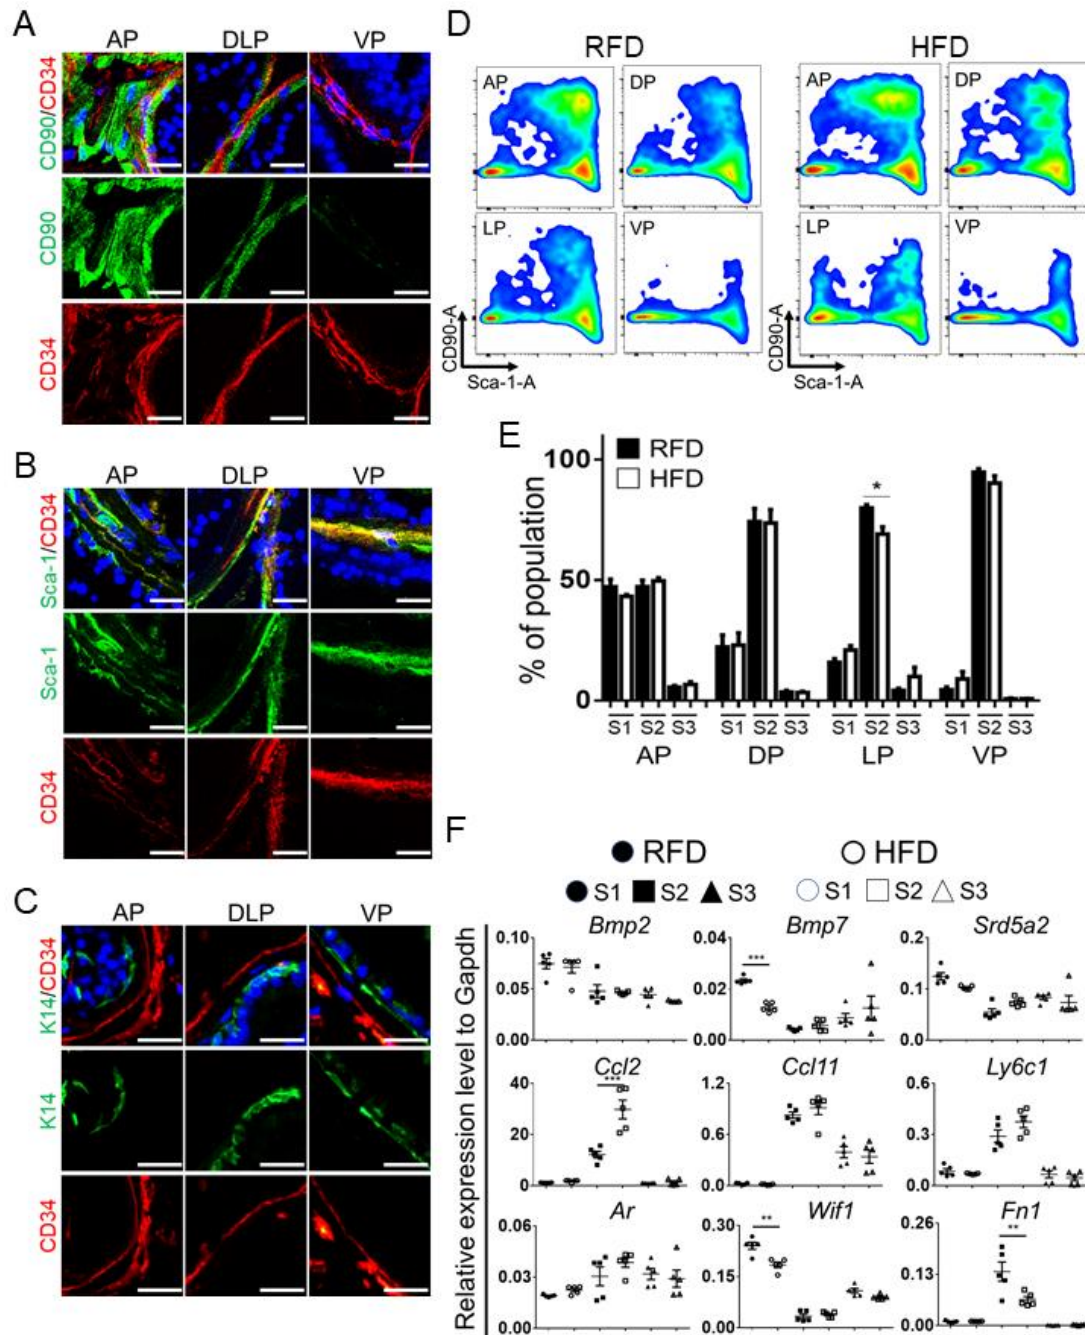 A
AP DLP VP
CD90/CD34
CD90
CD34
B
AP DLP VP
Sca-1/CD34
Sca-1
CD34
C
AP DLP VP
K14/CD34
K14
CD34
D
RFD HFD
AP DP AP DP
LP VP LP VP
CD90-A CD90-A
Sca-1-A Sca-1-A
E
RFD
HFD
*
% of population
100
50
0
S1 S2 S3 S1 S2 S3 S1 S2 S3 S1 S2 S3
AP DP LP VP
F
RFD HFD
S1 S2 S3 S1 S2 S3
Relative expression level to Gapdh
Bmp2 Bmp7 Srd5a2
0.10 0.04 0.2
***
0.05 0.02 0.1
0.00 0.00 0.0
Ccl2 Ccl11 Ly6c1
40 1.2 0.6
***
20 0.6 0.3
0 0.0 0.0
Ar Wif1 Fn1
0.06 0.30 0.26
** **
0.03 0.15 0.13
0.00 0.00 0.00